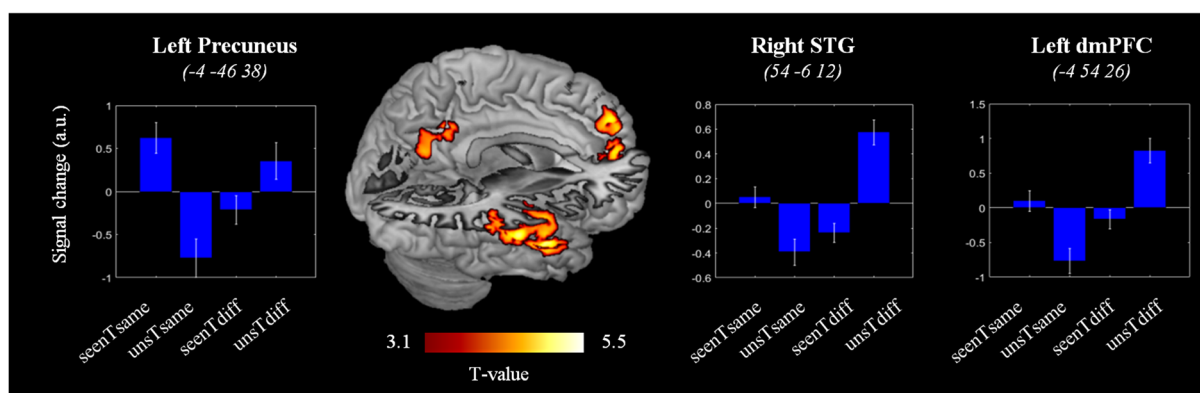 Left Precuneus
(-4 -46 38)
Signal change (a.u.)
1
0.5
0
-0.5
-1
seenTsame
unsTsame
seenTdiff
unsTdiff
3.1
5.5
T-value
Right STG
(54 -6 12)
0.8
0.6
0.4
0.2
0
-0.2
-0.4
-0.6
seenTsame
unsTsame
seenTdiff
unsTdiff
Left dmPFC
(-4 54 26)
1.5
1
0.5
0
-0.5
-1
seenTsame
unsTsame
seenTdiff
unsTdiff